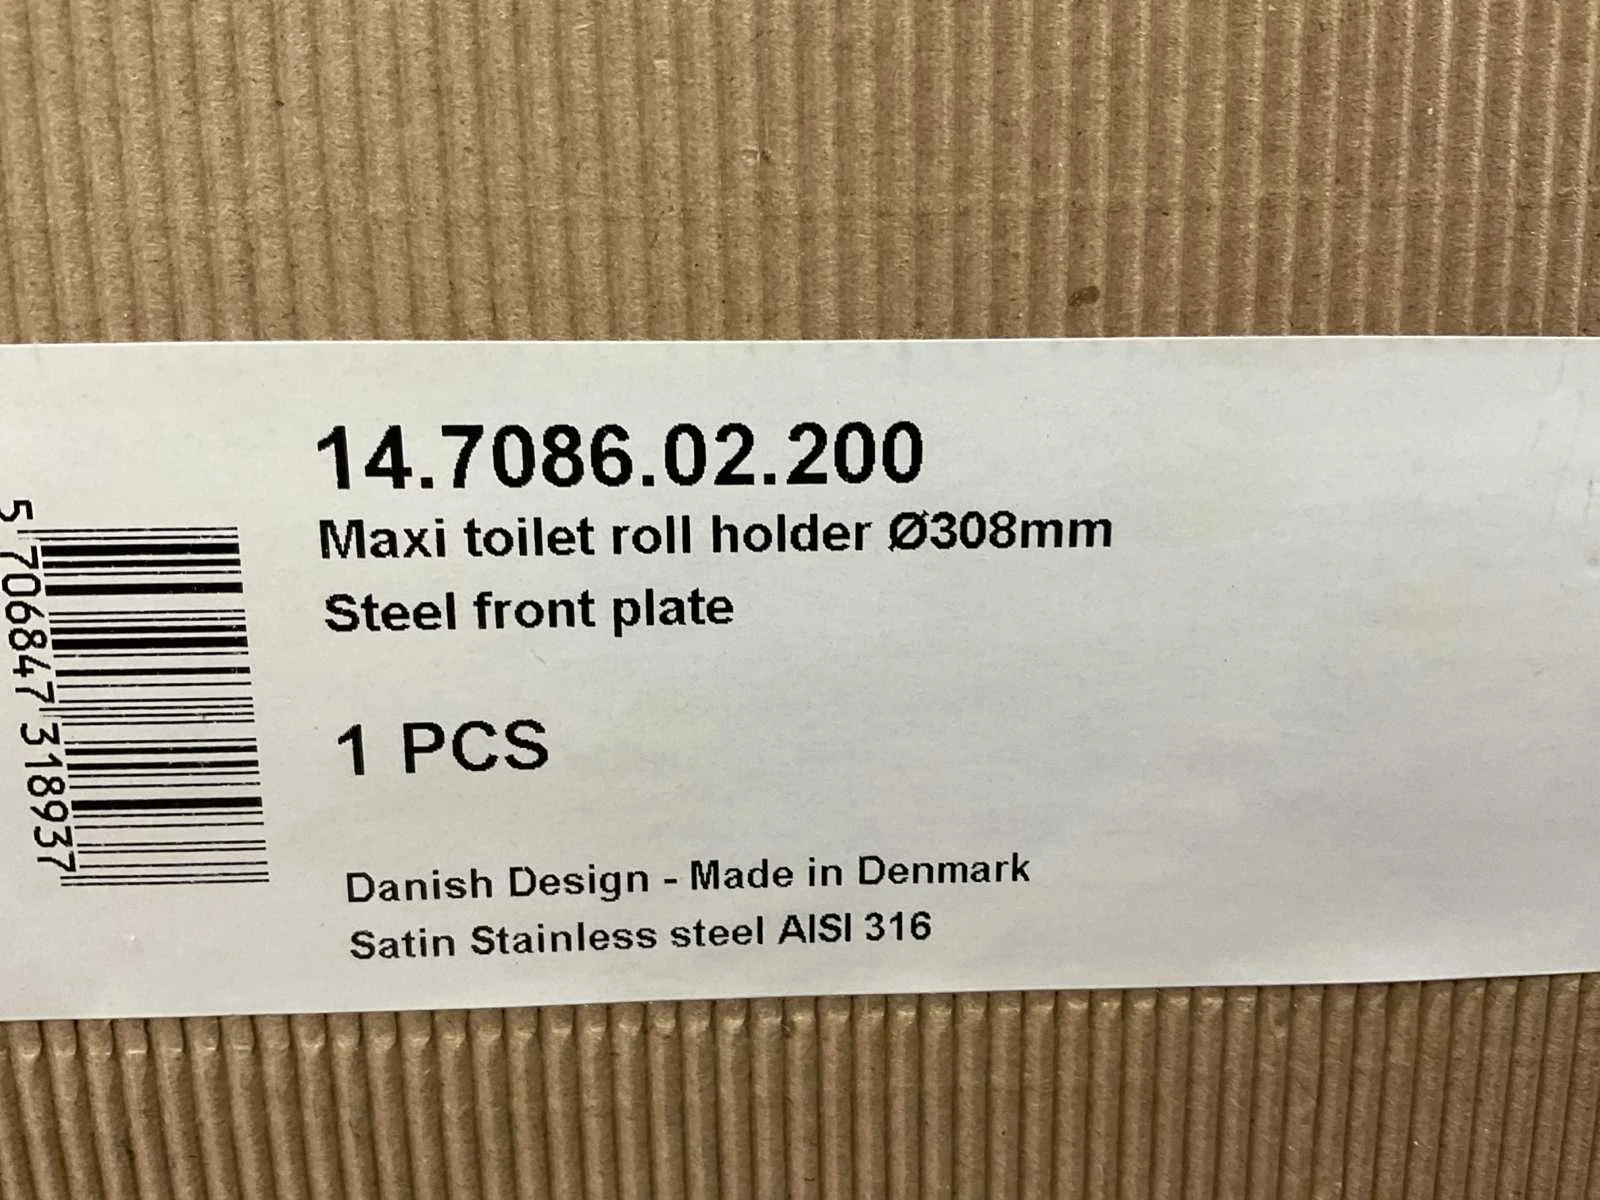 14.7086.02.200
Maxi toilet roll holder Ø308mm
Steel front plate
1 PCS
Danish Design - Made in Denmark
Satin Stainless steel AISI 316
5 706847 318937